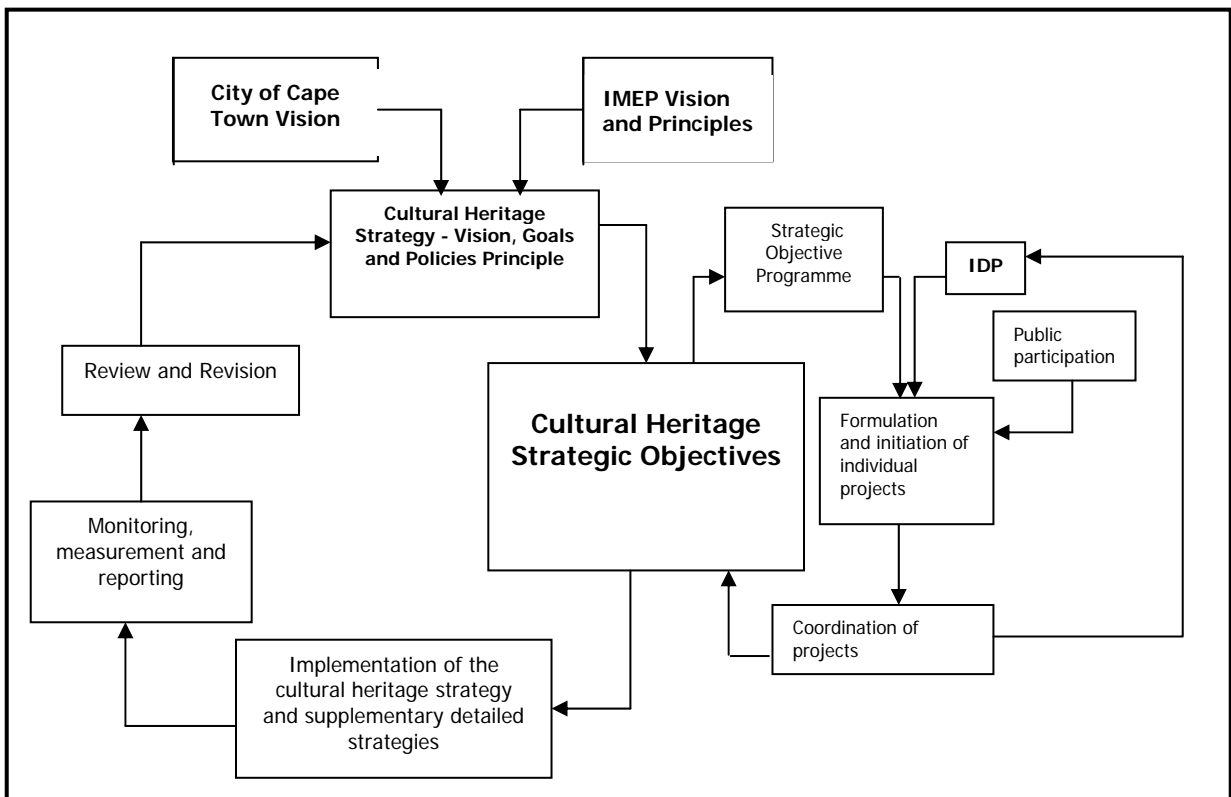 City of Cape
Town Vision
IMEP Vision
and Principles
Cultural Heritage
Strategy - Vision, Goals
and Policies Principle
Strategic
Objective
Programme
IDP
Public
participation
Review and Revision
Cultural Heritage
Strategic Objectives
Formulation
and initiation of
individual
projects
Monitoring,
measurement and
reporting
Coordination of
projects
Implementation of the
cultural heritage strategy
and supplementary detailed
strategies